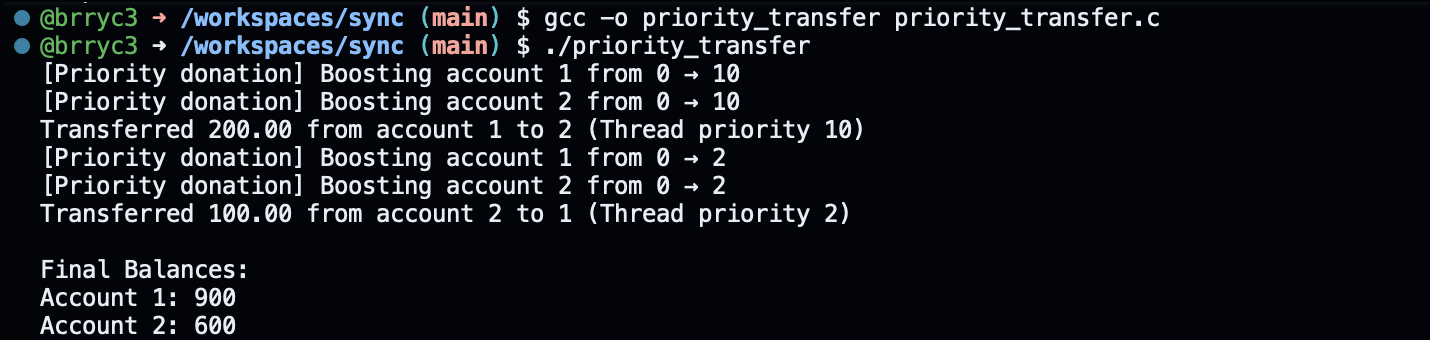 @brryc3 → /workspaces/sync (main) $ gcc -o priority_transfer priority_transfer.c
@brryc3 → /workspaces/sync (main) $ ./priority_transfer
[Priority donation] Boosting account 1 from 0 → 10
[Priority donation] Boosting account 2 from 0 → 10
Transferred 200.00 from account 1 to 2 (Thread priority 10)
[Priority donation] Boosting account 1 from 0 → 2
[Priority donation] Boosting account 2 from 0 → 2
Transferred 100.00 from account 2 to 1 (Thread priority 2)
Final Balances:
Account 1: 900
Account 2: 600